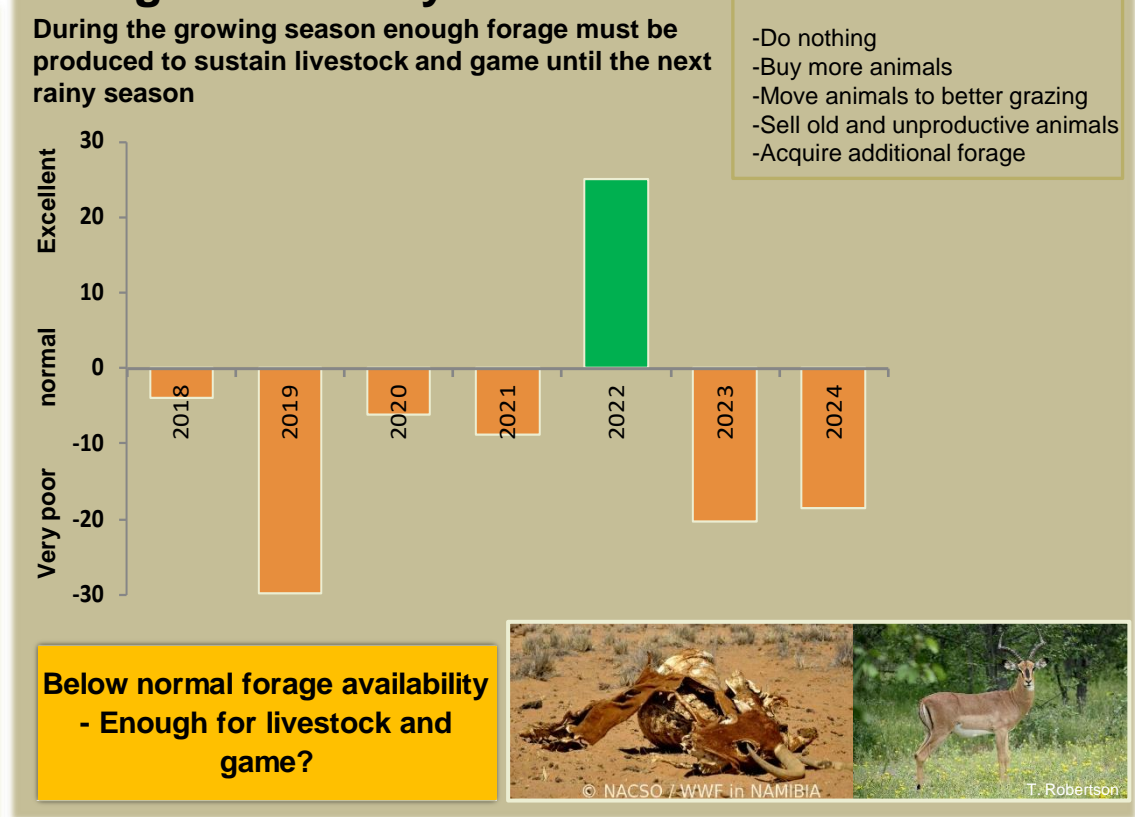 During the growing season enough forage must be
produced to sustain livestock and game until the next
rainy season
-Do nothing
-Buy more animals
-Move animals to better grazing
-Sell old and unproductive animals
-Acquire additional forage
30
20
10
0
-10
-20
-30
Excellent
normal
Very poor
2018
2019
2020
2021
2022
2023
2024
Below normal forage availability
- Enough for livestock and
game?
© NACSO / WWF in NAMIBIA
T. Robertson